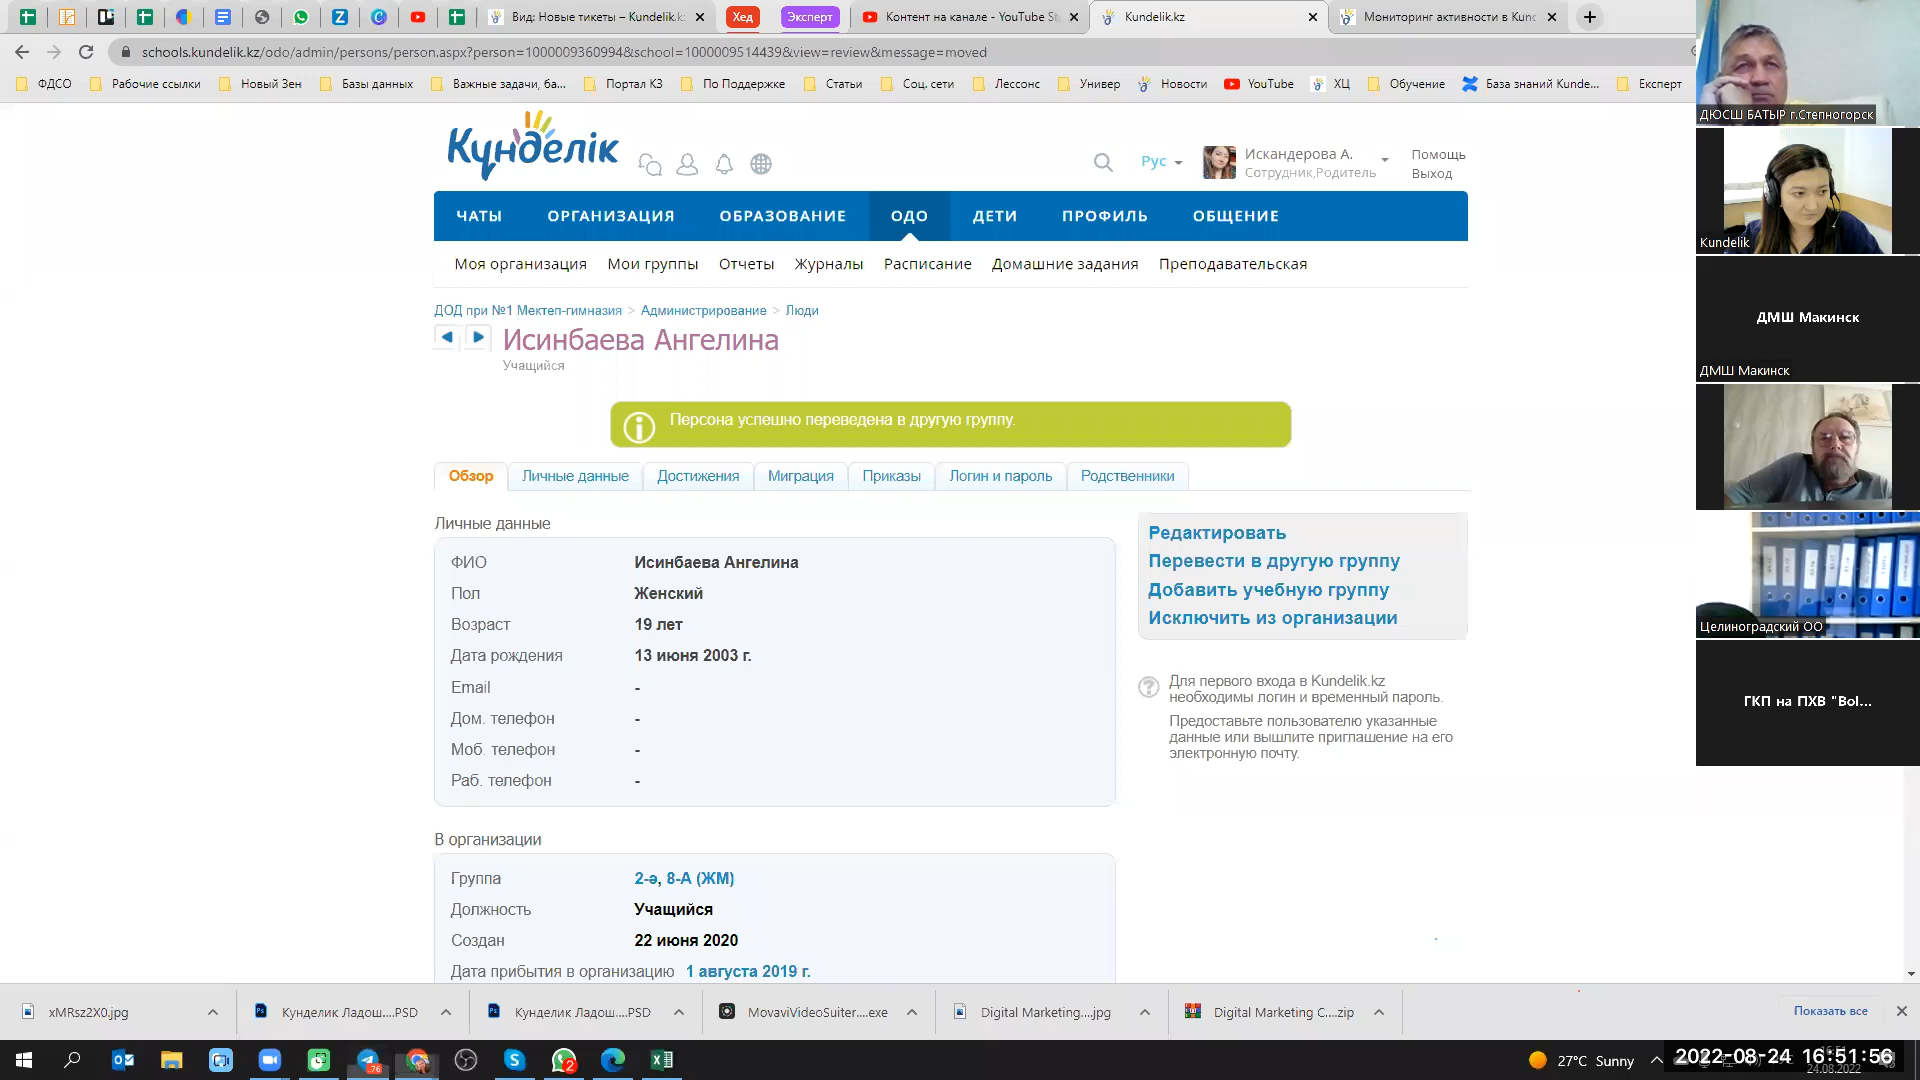 Вид: Новые тикеты – Kundelik.k
Хед
Эксперт
Контент на канале - YouTube St
Kundelik.kz
Мониторинг активности в Kund
schools.kundelik.kz/odo/admin/persons/person.aspx?person=1000009360994&school=1000009514439&view=review&message=moved
ФДСО
Рабочие ссылки
Новый Зен
Базы данных
Важные задачи, ба...
Портал КЗ
По Поддержке
Статьи
Соц. сети
Лессонс
Универ
Новости
YouTube
ХЦ
Обучение
База знаний Kunde...
Експерт
Күнделік
Рус
Искандерова А.
Сотрудник,Родитель
Помощь
Выход
ЧАТЫ
ОРГАНИЗАЦИЯ
ОБРАЗОВАНИЕ
ОДО
ДЕТИ
ПРОФИЛЬ
ОБЩЕНИЕ
Моя организация
Мои группы
Отчеты
Журналы
Расписание
Домашние задания
Преподавательская
ДОД при №1 Мектеп-гимназия > Администрирование > Люди
Исинбаева Ангелина
Учащийся
Персона успешно переведена в другую группу.
Обзор
Личные данные
Достижения
Миграция
Приказы
Логин и пароль
Родственники
Личные данные
ФИО Исинбаева Ангелина
Пол Женский
Возраст 19 лет
Дата рождения 13 июня 2003 г.
Email -
Дом. телефон -
Моб. телефон -
Раб. телефон -
Редактировать
Перевести в другую группу
Добавить учебную группу
Исключить из организации
Для первого входа в Kundelik.kz
необходимы логин и временный пароль.
Предоставьте пользователю указанные
данные или вышлите приглашение на его
электронную почту.
В организации
Группа 2-ә, 8-А (ЖМ)
Должность Учащийся
Создан 22 июня 2020
Дата прибытия в организацию 1 августа 2019 г.
ДЮСШ БАТЫР г.Степногорск
Kundelik
ДМШ Макинск
ДМШ Макинск
Целиноградский ОО
ГКП на ПХВ "Bol...
xMRsz2X0.jpg
Кунделик Ладош....PSD
Кунделик Ладош....PSD
MovaviVideoSuiter....exe
Digital Marketing....jpg
Digital Marketing C....zip
Показать все
76
2
27°C Sunny
2022-08-24 16:51:56
24.08.2022